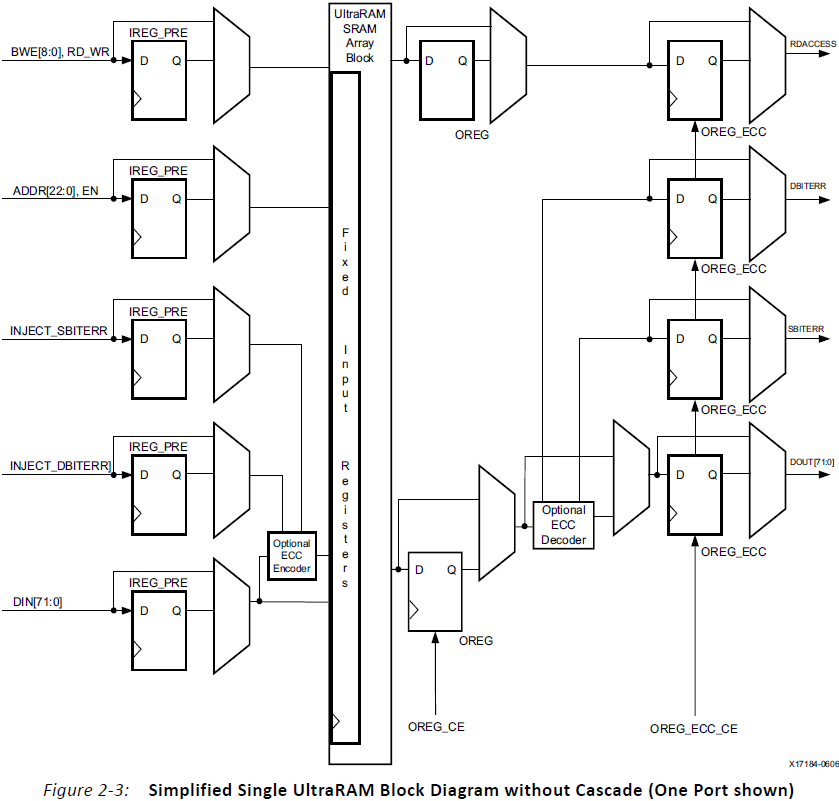 UltraRAM
SRAM
Array
Block
IREG_PRE
BWE[8:0], RD_WR
D Q
D Q
OREG
D Q
OREG_ECC
RDACCESS
IREG_PRE
ADDR[22:0], EN
D Q
D Q
OREG_ECC
DBITERR
Fixed
Input
Registers
IREG_PRE
INJECT_SBITERR
D Q
D Q
OREG_ECC
SBITERR
IREG_PRE
INJECT_DBITERR]
D Q
D Q
OREG_ECC
DOUT[71:0]
Optional
ECC
Encoder
Optional
ECC
Decoder
IREG_PRE
DIN[71:0]
D Q
D Q
OREG
OREG_CE
OREG_ECC_CE
X17184-0606
Figure 2-3: Simplified Single UltraRAM Block Diagram without Cascade (One Port shown)